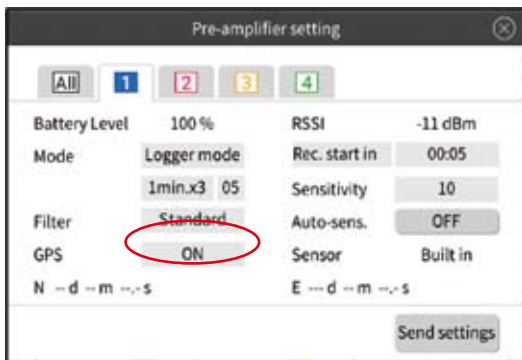 Pre-amplifier setting
All 1 2 3 4
Battery Level 100 % RSSI -11 dBm
Mode Logger mode Rec. start in 00:05
1min.x3 05 Sensitivity 10
Filter Standard Auto-sens. OFF
GPS ON Sensor Built in
N -- d -- m --.- s E --- d -- m --.- s
Send settings